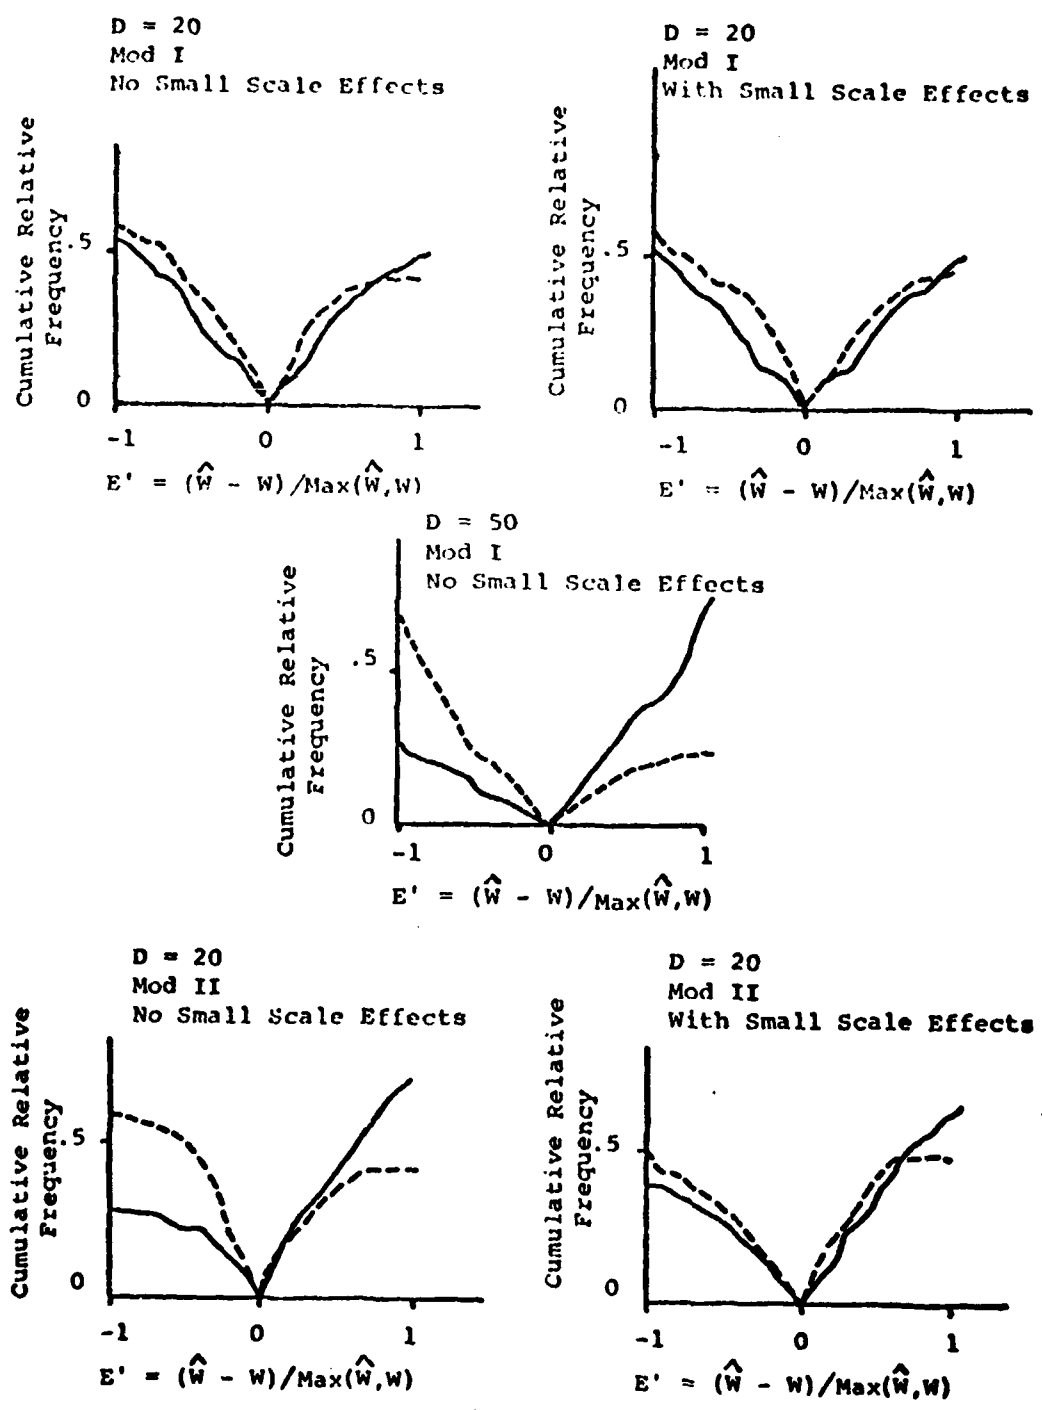 D = 20
Mod I
No Small Scale Effects
Cumulative Relative
Frequency
.5
0
-1 0 1
E' = (Ŵ - W)/Max(Ŵ,W)
D = 20
Mod I
With Small Scale Effects
Cumulative Relative
Frequency
.5
0
-1 0 1
E' = (Ŵ - W)/Max(Ŵ,W)
D = 50
Mod I
No Small Scale Effects
Cumulative Relative
Frequency
.5
0
-1 0 1
E' = (Ŵ - W)/Max(Ŵ,W)
D = 20
Mod II
No Small Scale Effects
Cumulative Relative
Frequency
.5
0
-1 0 1
E' = (Ŵ - W)/Max(Ŵ,W)
D = 20
Mod II
With Small Scale Effects
Cumulative Relative
Frequency
.5
0
-1 0 1
E' = (Ŵ - W)/Max(Ŵ,W)